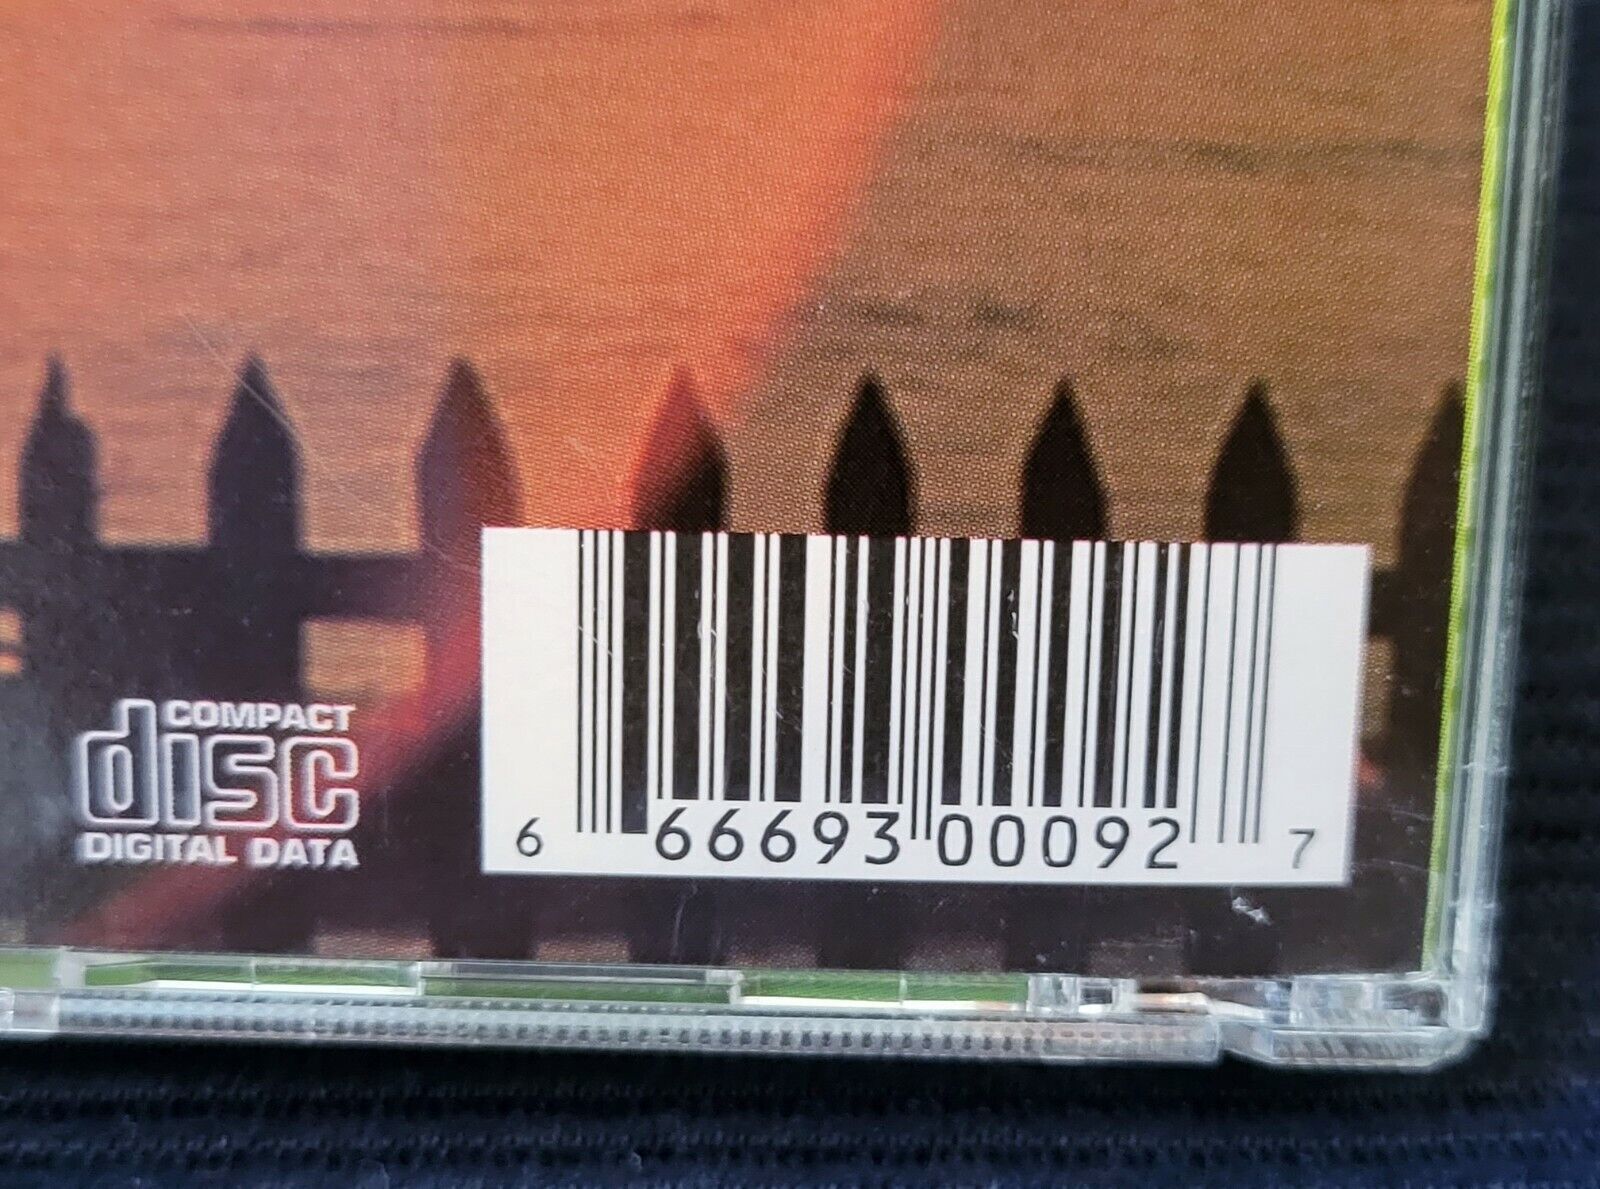 COMPACT
disc
DIGITAL DATA
6 66693 00092 7